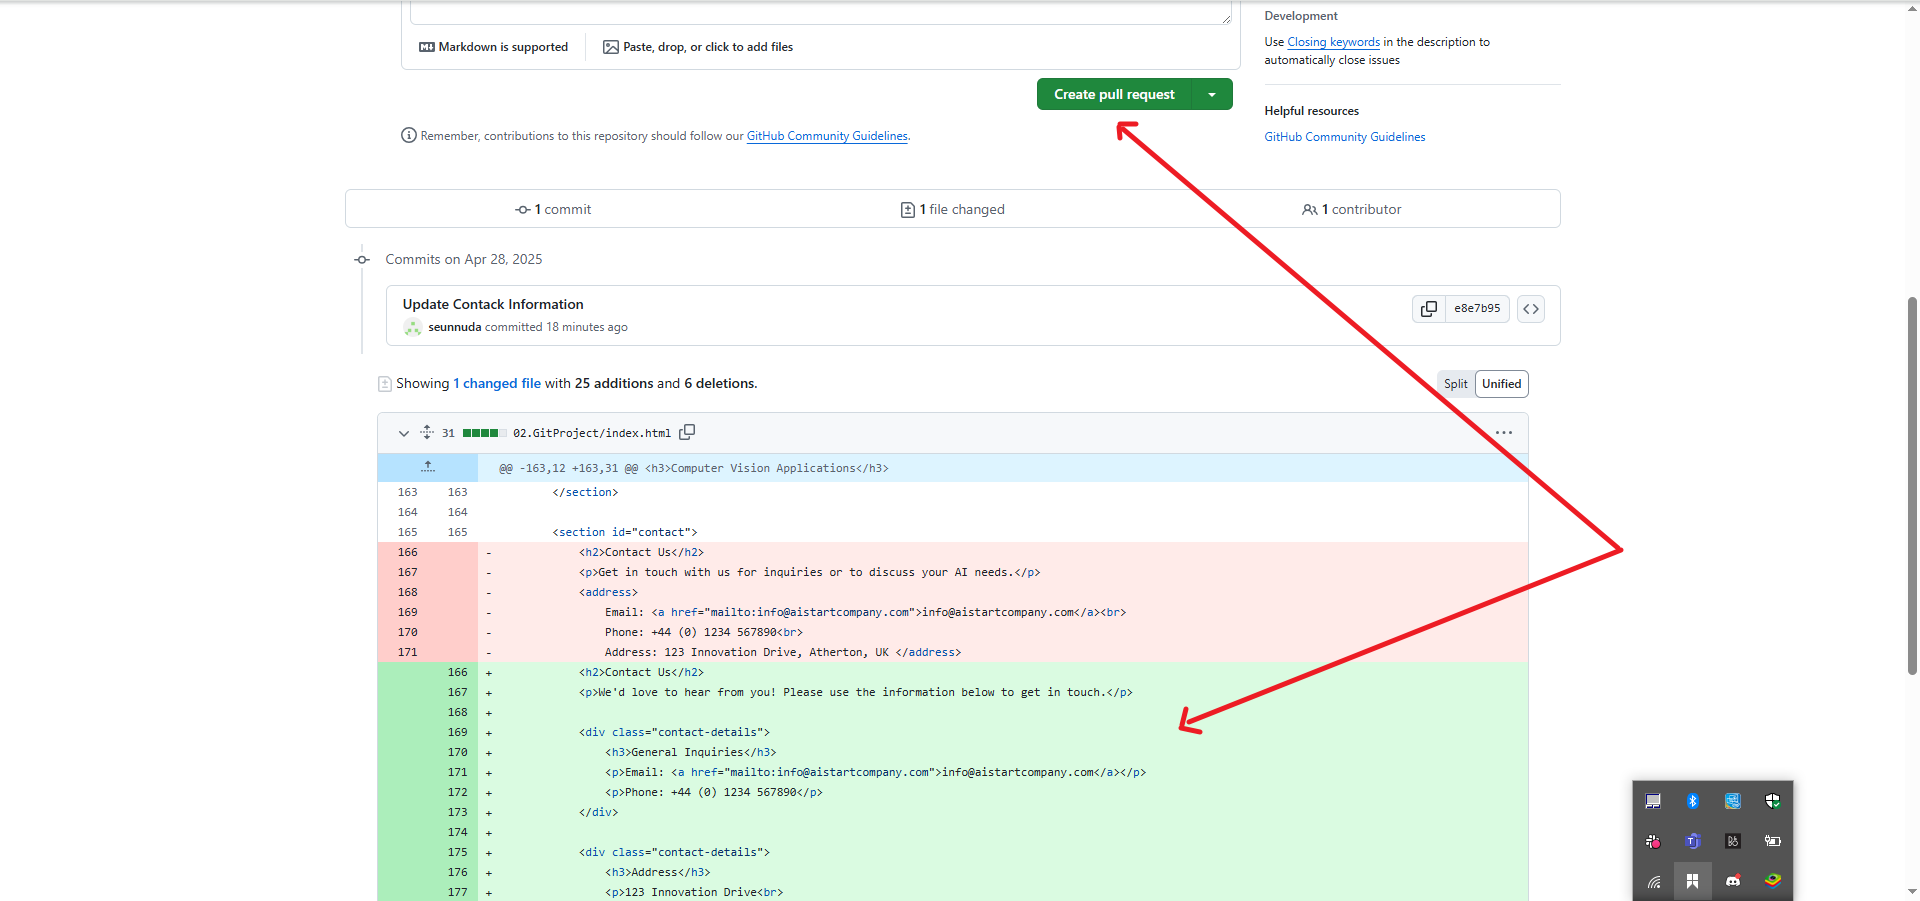 Development
Use Closing keywords in the description to
automatically close issues
Markdown is supported
Paste, drop, or click to add files
Create pull request
Helpful resources
GitHub Community Guidelines
Remember, contributions to this repository should follow our GitHub Community Guidelines.
1 commit
1 file changed
1 contributor
Commits on Apr 28, 2025
Update Contack Information
seunnuda committed 18 minutes ago
e8e7b95
Showing 1 changed file with 25 additions and 6 deletions.
Split
Unified
31 02.GitProject/index.html
@@ -163,12 +163,31 @@ <h3>Computer Vision Applications</h3>
163 163 </section>
164 164
165 165 <section id="contact">
166 - <h2>Contact Us</h2>
167 - <p>Get in touch with us for inquiries or to discuss your AI needs.</p>
168 - <address>
169 - Email: <a href="mailto:info@aistartcompany.com">info@aistartcompany.com</a><br>
170 - Phone: +44 (0) 1234 567890<br>
171 - Address: 123 Innovation Drive, Atherton, UK </address>
166 + <h2>Contact Us</h2>
167 + <p>We'd love to hear from you! Please use the information below to get in touch.</p>
168 +
169 + <div class="contact-details">
170 + <h3>General Inquiries</h3>
171 + <p>Email: <a href="mailto:info@aistartcompany.com">info@aistartcompany.com</a></p>
172 + <p>Phone: +44 (0) 1234 567890</p>
173 + </div>
174 +
175 + <div class="contact-details">
176 + <h3>Address</h3>
177 + <p>123 Innovation Drive<br>